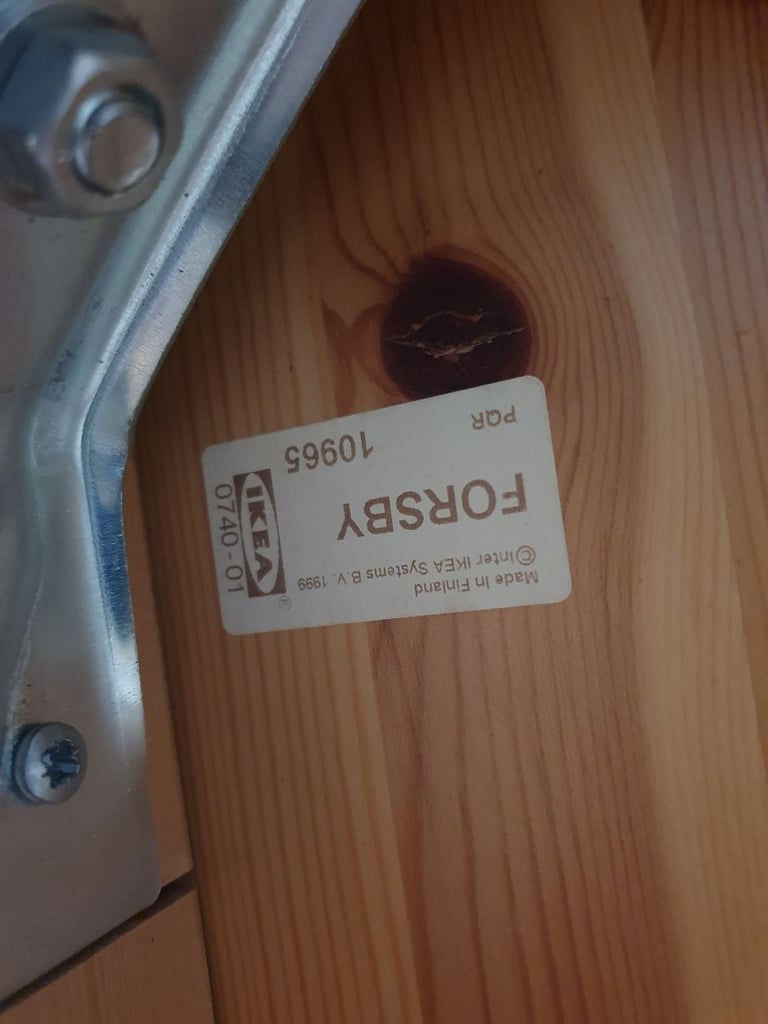 Made In Finland
©Inter IKEA Systems B.V. 1999
FORSBY
PQR
10965
IKEA®
0740-01